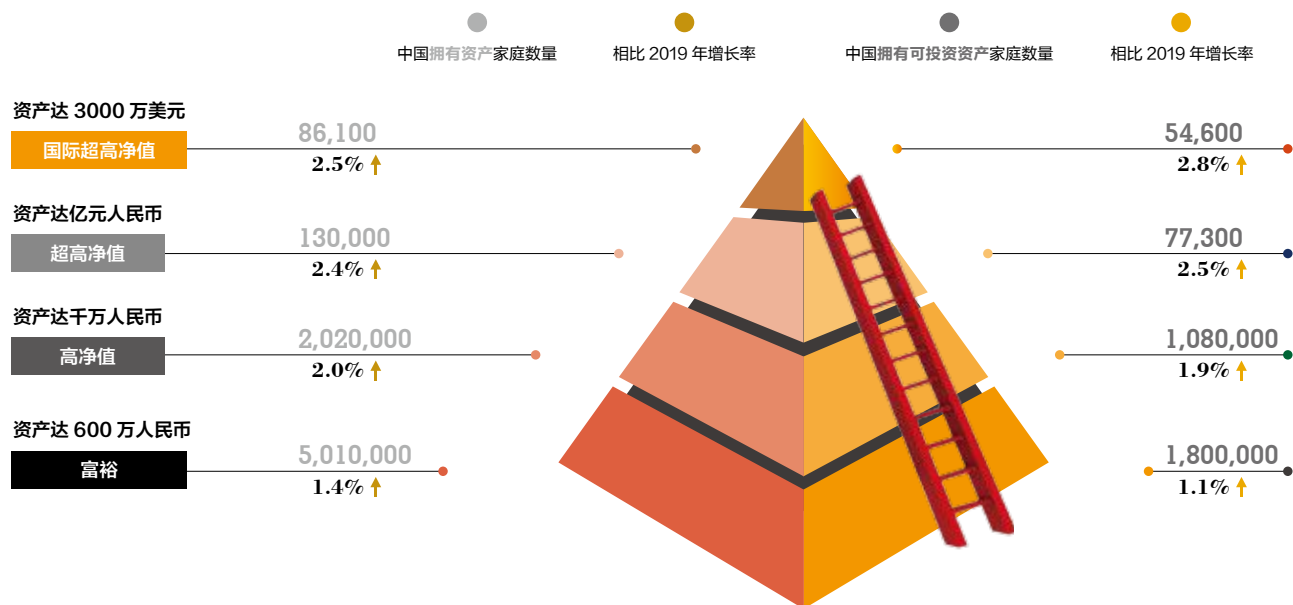 中国拥有资产家庭数量
相比 2019 年增长率
中国拥有可投资资产家庭数量
相比 2019 年增长率
资产达 3000 万美元
国际超高净值
86,100
2.5%
54,600
2.8%
资产达亿元人民币
超高净值
130,000
2.4%
77,300
2.5%
资产达千万人民币
高净值
2,020,000
2.0%
1,080,000
1.9%
资产达 600 万人民币
富裕
5,010,000
1.4%
1,800,000
1.1%